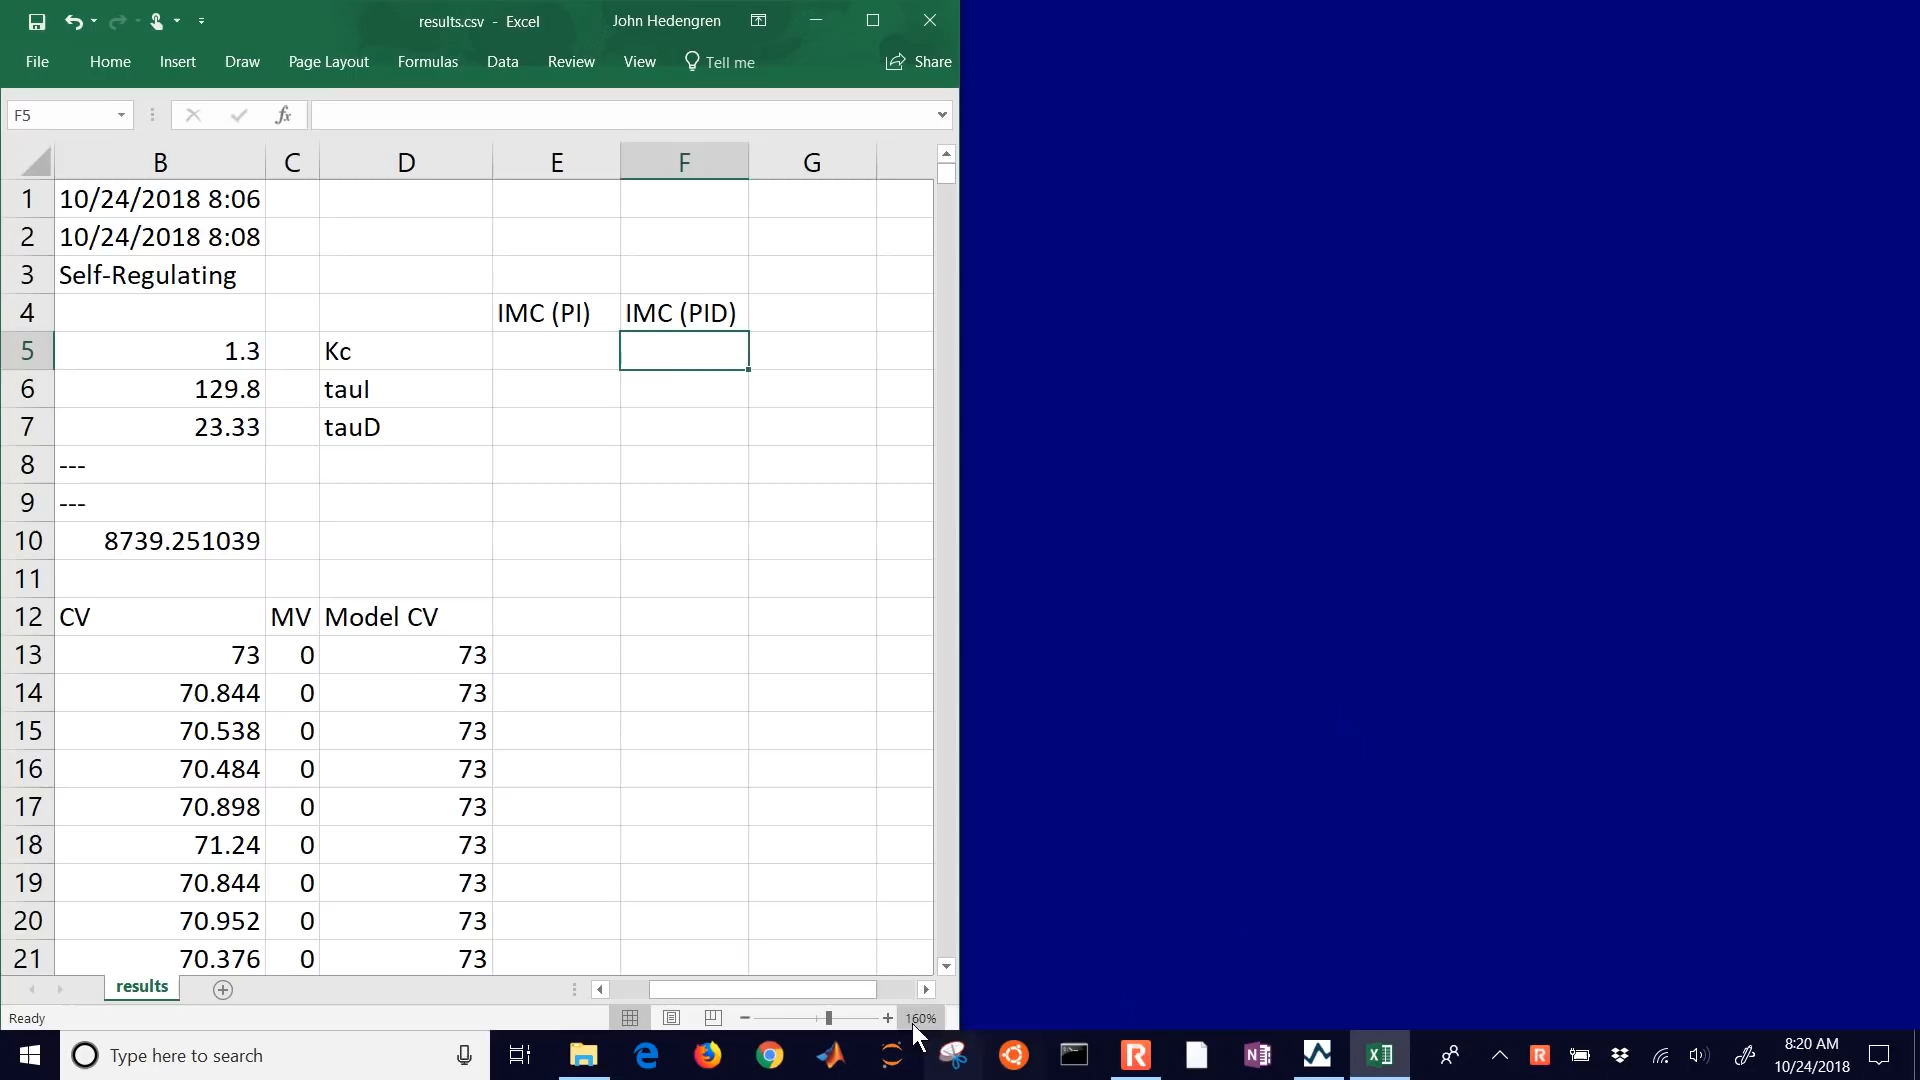 results.csv - Excel
John Hedengren
File Home Insert Draw Page Layout Formulas Data Review View Tell me Share
F5 fx
B C D E F G
1 10/24/2018 8:06
2 10/24/2018 8:08
3 Self-Regulating
4 IMC (PI) IMC (PID)
5 1.3 Kc
6 129.8 tauI
7 23.33 tauD
8 ---
9 ---
10 8739.251039
11
12 CV MV Model CV
13 73 0 73
14 70.844 0 73
15 70.538 0 73
16 70.484 0 73
17 70.898 0 73
18 71.24 0 73
19 70.844 0 73
20 70.952 0 73
21 70.376 0 73
results
Ready 160%
Type here to search
8:20 AM
10/24/2018